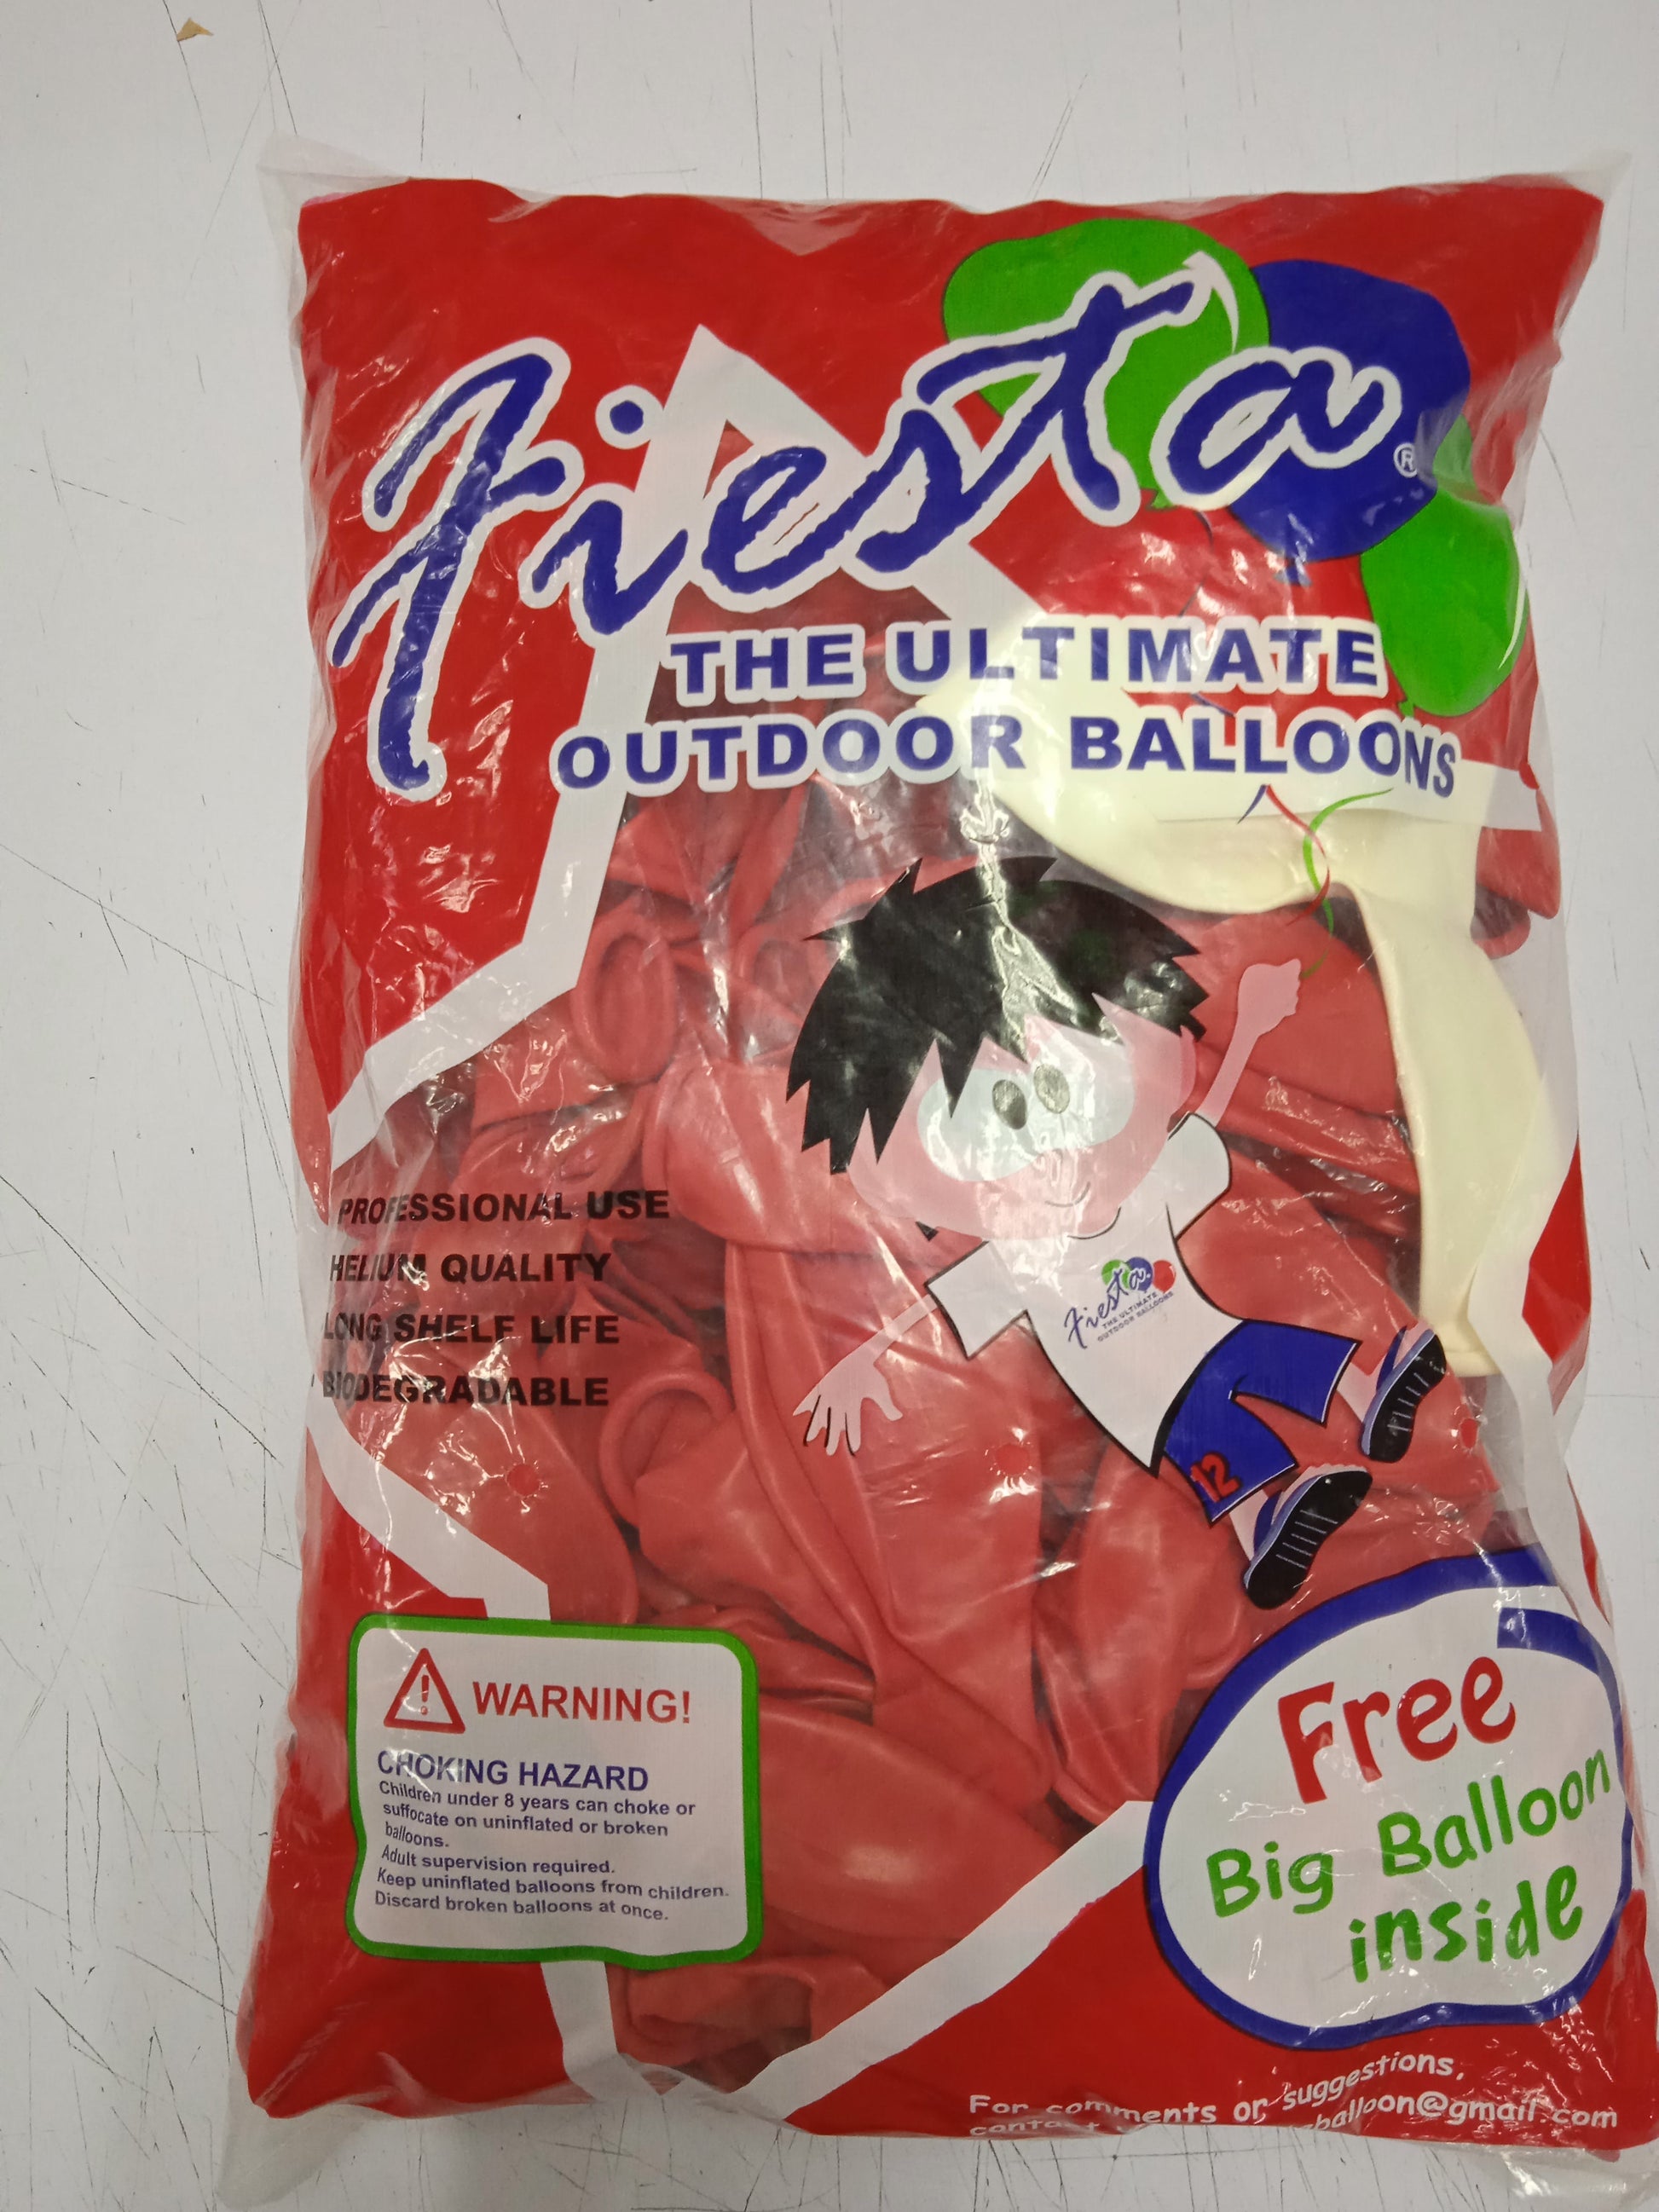 Fiesta®
THE ULTIMATE
OUTDOOR BALLOONS
PROFESSIONAL USE
HELIUM QUALITY
LONG SHELF LIFE
BIODEGRADABLE
Fiesta
THE ULTIMATE
OUTDOOR BALLOONS
12
WARNING!
CHOKING HAZARD
Children under 8 years can choke or
suffocate on uninflated or broken
balloons.
Adult supervision required.
Keep uninflated balloons from children.
Discard broken balloons at once.
Free
Big Balloon
inside
For comments or suggestions,
contact